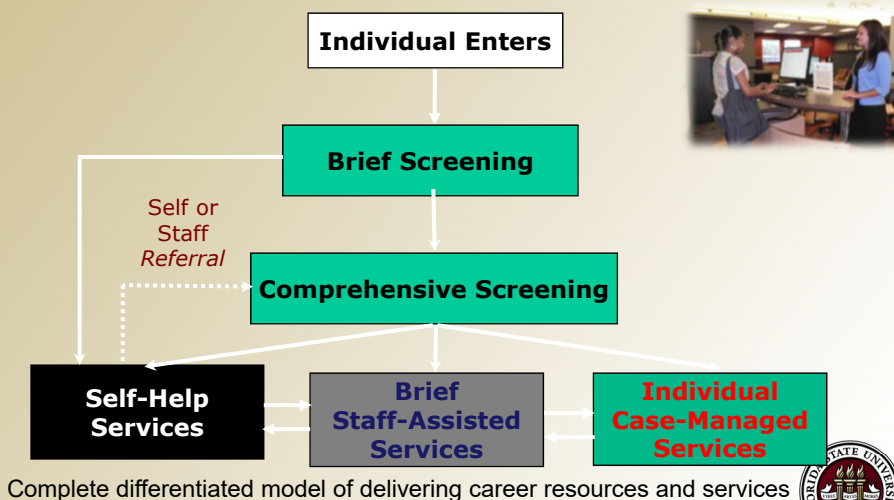 Individual Enters
Brief Screening
Self or
Staff
Referral
Comprehensive Screening
Self-Help
Services
Brief
Staff-Assisted
Services
Individual
Case-Managed
Services
Complete differentiated model of delivering career resources and services